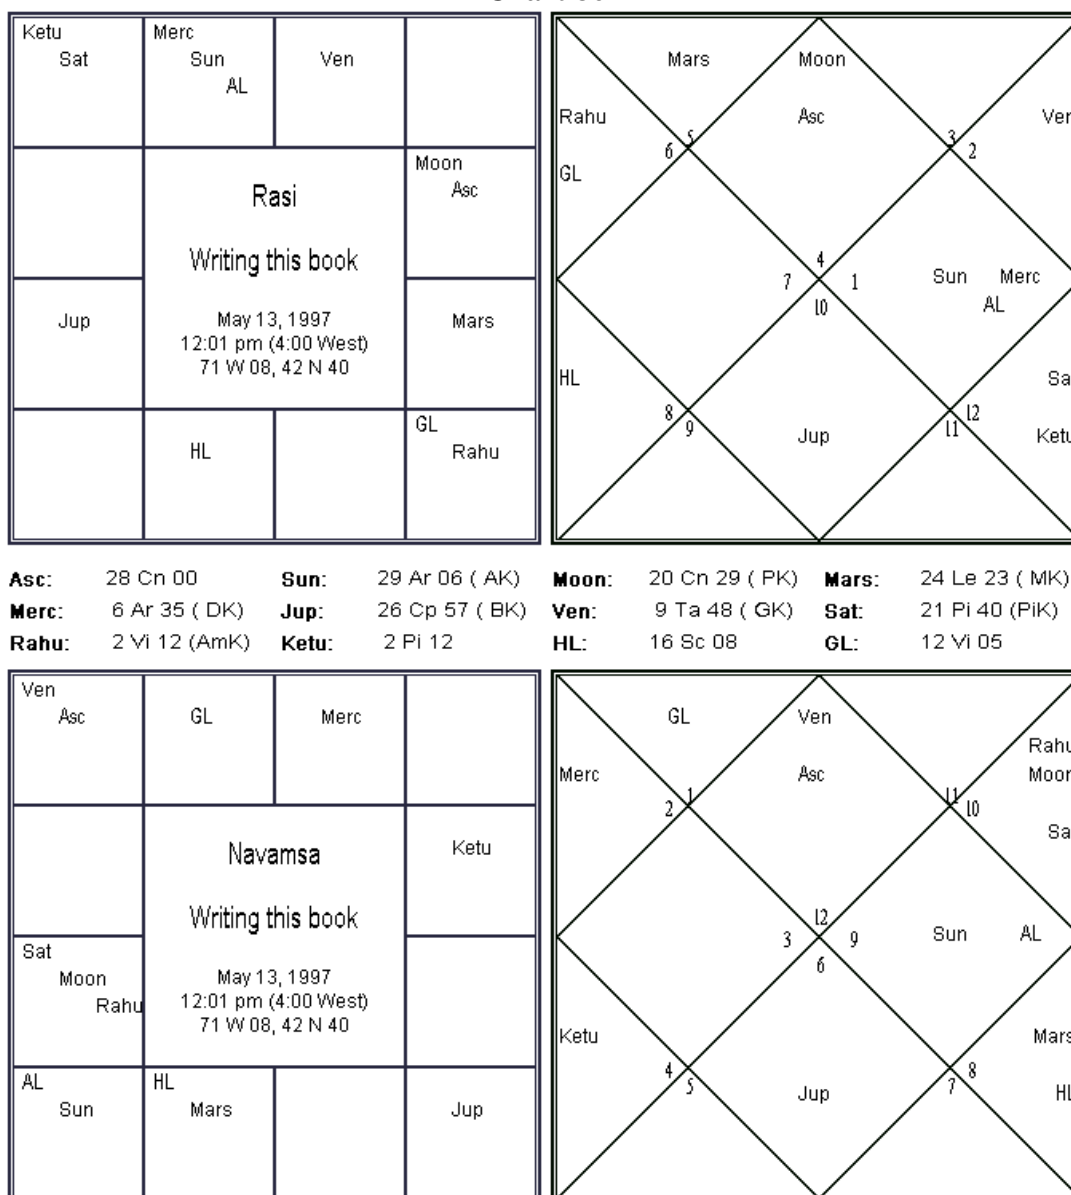 Ketu
Sat
Merc
Sun
AL
Ven
Moon
Asc
Rasi
Writing this book
May 13, 1997
12:01 pm (4:00 West)
71 W 08, 42 N 40
Jup
Mars
HL
GL
Rahu
Mars
Moon
Asc
Rahu
GL
5
6
3
2
4
7
1
10
Sun Merc
AL
HL
Sa
8
9
12
11
Jup
Ketu
Asc: 28 Cn 00 Sun: 29 Ar 06 ( AK) Moon: 20 Cn 29 ( PK) Mars: 24 Le 23 ( MK)
Merc: 6 Ar 35 ( DK) Jup: 26 Cp 57 ( BK) Ven: 9 Ta 48 ( GK) Sat: 21 Pi 40 (PiK)
Rahu: 2 Vi 12 (AmK) Ketu: 2 Pi 12 HL: 16 Sc 08 GL: 12 Vi 05
Ven
Asc
GL
Merc
Ketu
Navamsa
Writing this book
May 13, 1997
12:01 pm (4:00 West)
71 W 08, 42 N 40
Sat
Moon
Rahu
AL
Sun
HL
Mars
Jup
GL
Ven
Asc
Merc
Rahu
Sa
1
2
11
10
12
3
9
6
Sun AL
Ketu
Mars
4
5
8
7
Jup